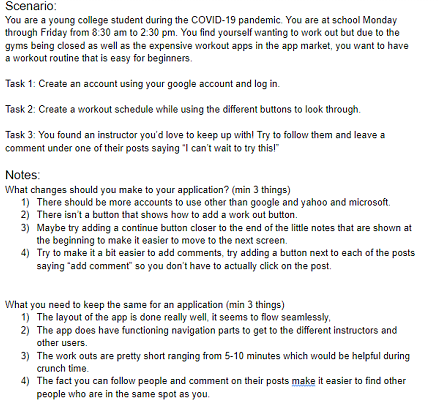 Scenario:
You are a young college student during the COVID-19 pandemic. You are at school Monday
through Friday from 8:30 am to 2:30 pm. You find yourself wanting to work out but due to the
gyms being closed as well as the expensive workout apps in the app market, you want to have
a workout routine that is easy for beginners.
Task 1: Create an account using your google account and log in.
Task 2: Create a workout schedule while using the different buttons to look through.
Task 3: You found an instructor you'd love to keep up with! Try to follow them and leave a
comment under one of their posts saying "I can't wait to try this!"
Notes:
What changes should you make to your application? (min 3 things)
1) There should be more accounts to use other than google and yahoo and microsoft.
2) There isn't a button that shows how to add a work out button.
3) Maybe try adding a continue button closer to the end of the little notes that are shown at
the beginning to make it easier to move to the next screen.
4) Try to make it a bit easier to add comments, try adding a button next to each of the posts
saying "add comment" so you don't have to actually click on the post.
What you need to keep the same for an application (min 3 things)
1) The layout of the app is done really well, it seems to flow seamlessly,
2) The app does have functioning navigation parts to get to the different instructors and
other users.
3) The work outs are pretty short ranging from 5-10 minutes which would be helpful during
crunch time.
4) The fact you can follow people and comment on their posts make it easier to find other
people who are in the same spot as you.